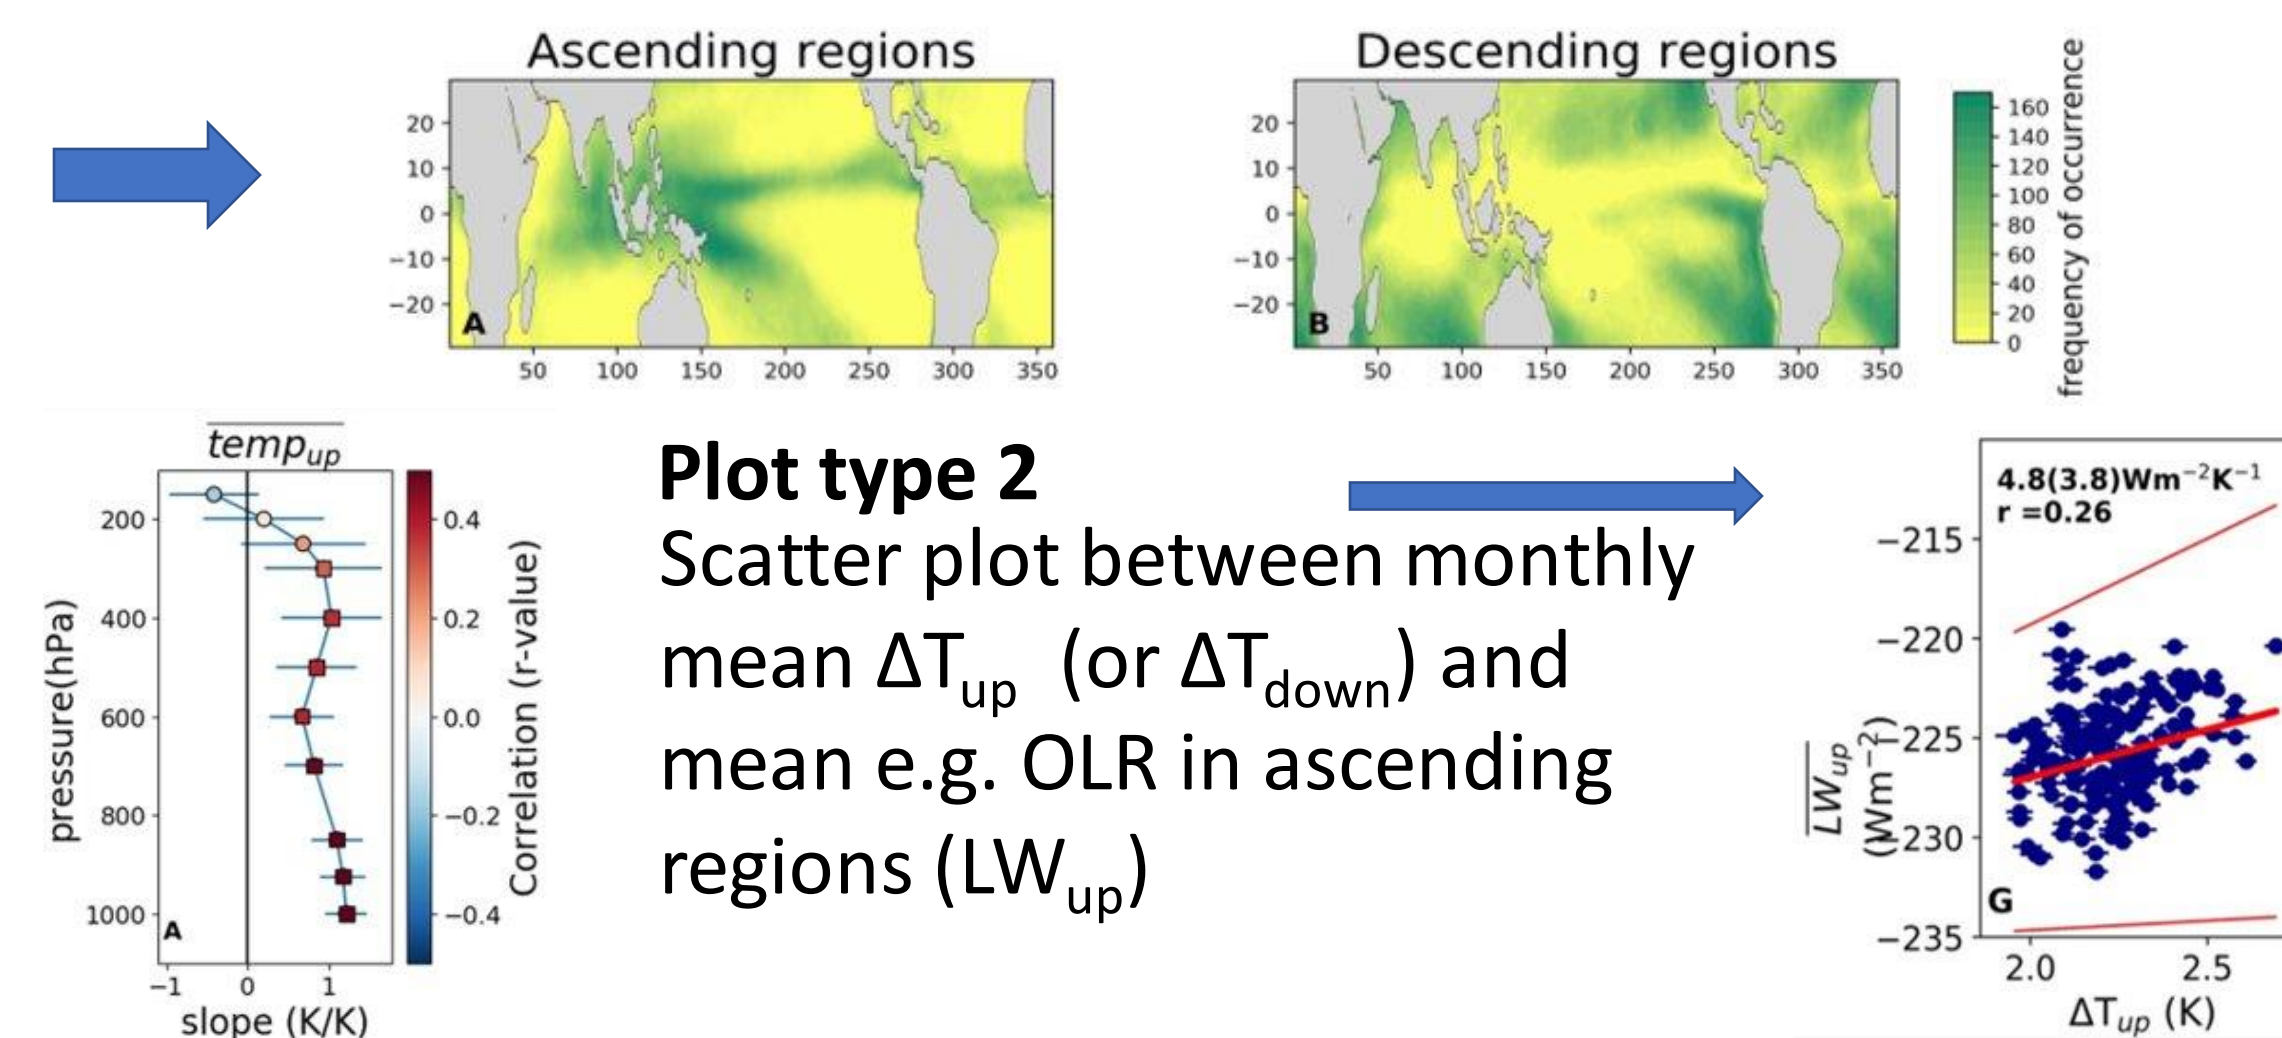 Ascending regions
20
10
0
−10
−20
A
50 100 150 200 250 300 350
Descending regions
20
10
0
−10
−20
B
50 100 150 200 250 300 350
160
140
120
100
80
60
40
20
0
frequency of occurrence
temp_up
200
400
600
800
1000
pressure(hPa)
A
−1 0 1
slope (K/K)
0.4
0.2
0.0
−0.2
−0.4
Correlation (r-value)
Plot type 2
Scatter plot between monthly
mean ΔT_up (or ΔT_down) and
mean e.g. OLR in ascending
regions (LW_up)
4.8(3.8)Wm⁻²K⁻¹
r =0.26
−215
−220
−225
−230
−235
LW_up
(Wm⁻²)
G
2.0 2.5
ΔT_up (K)